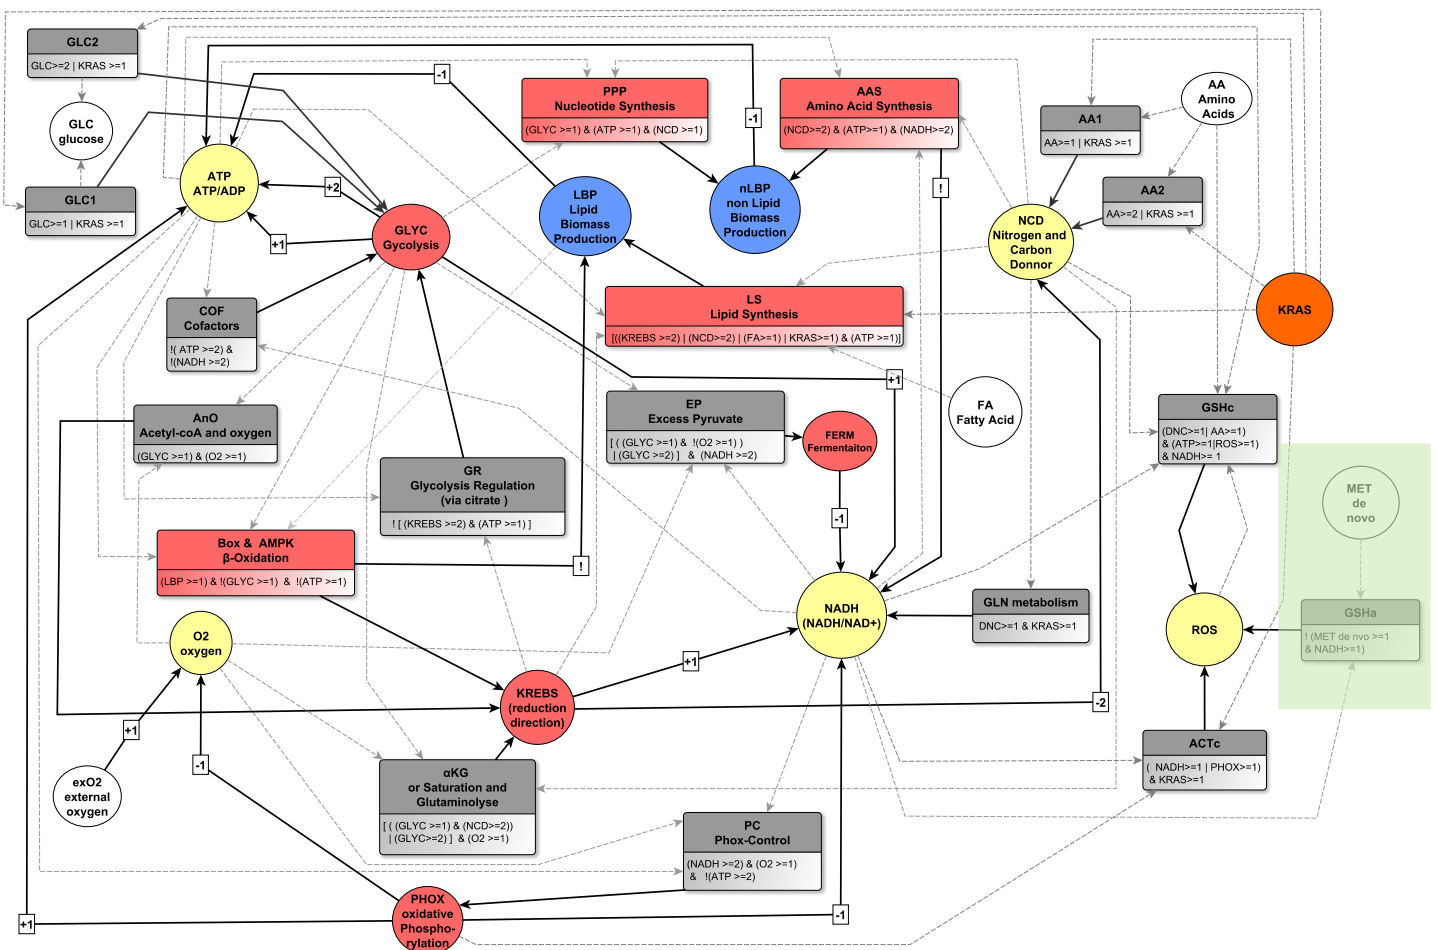 GLC2
GLC>=2 | KRAS >=1
GLC
glucose
GLC1
GLC>=1 | KRAS >=1
ATP
ATP/ADP
-1
+2
+1
GLYC
Gycolysis
PPP
Nucleotide Synthesis
(GLYC >=1) & (ATP >=1) & (NCD >=1)
AAS
Amino Acid Synthesis
(NCD>=2) & (ATP>=1) & (NADH>=2)
-1
!
LBP
Lipid
Biomass
Production
nLBP
non Lipid
Biomass
Production
AA1
AA>=1 | KRAS >=1
AA
Amino
Acids
AA2
AA>=2 | KRAS >=1
NCD
Nitrogen and
Carbon
Donnor
KRAS
COF
Cofactors
!( ATP >=2) &
!(NADH >=2)
LS
Lipid Synthesis
[((KREBS >=2) | (NCD>=2) | (FA>=1) | KRAS>=1) & (ATP >=1)]
+1
AnO
Acetyl-coA and oxygen
(GLYC >=1) & (O2 >=1)
EP
Excess Pyruvate
[ ( (GLYC >=1) & !(O2 >=1) )
| (GLYC >=2) ] & (NADH >=2)
FERM
Fermentaiton
FA
Fatty Acid
GSHc
(DNC>=1| AA>=1)
& (ATP>=1|ROS>=1)
& NADH>= 1
GR
Glycolysis Regulation
(via citrate )
! [ (KREBS >=2) & (ATP >=1) ]
-1
MET
de
novo
Box & AMPK
β-Oxidation
(LBP >=1) & !(GLYC >=1) & !(ATP >=1)
!
NADH
(NADH/NAD+)
GLN metabolism
DNC>=1 & KRAS>=1
ROS
GSHa
! (MET de nvo >=1
& NADH>=1)
O2
oxygen
+1
KREBS
(reduction
direction)
-2
+1
-1
exO2
external
oxygen
αKG
or Saturation and
Glutaminolyse
[ ( (GLYC >=1) & (NCD>=2))
| (GLYC>=2) ] & (O2 >=1)
ACTc
( NADH>=1 | PHOX>=1)
& KRAS>=1
PC
Phox-Control
(NADH >=2) & (O2 >=1)
& !(ATP >=2)
PHOX
oxidative
Phospho-
rylation
+1
-1